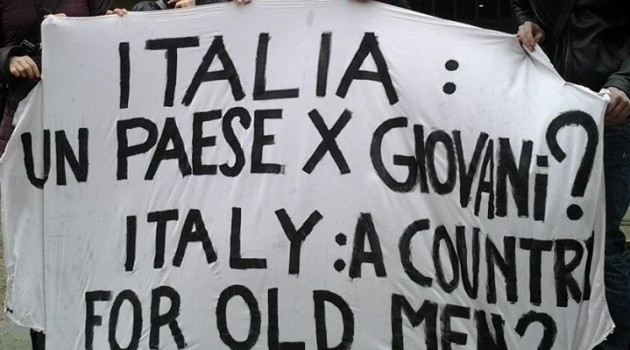 ITALIA :
UN PAESE X GIOVANi?
ITALY : A COUNTRY
FOR OLD MEN?